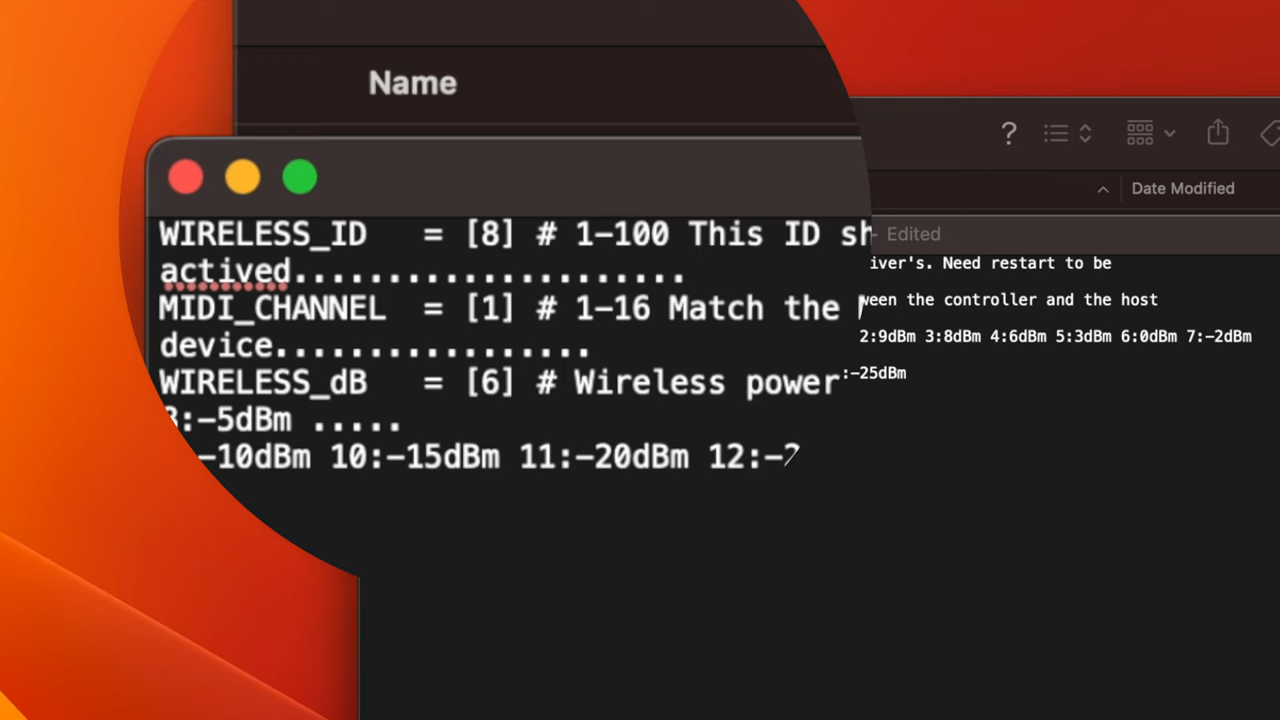 Name
?
Date Modified
- Edited
WIRELESS_ID = [8] # 1-100 This ID
iver's. Need restart to be
actived.....................
ween the controller and the host
MIDI_CHANNEL = [1] # 1-16 Match the
2:9dBm 3:8dBm 4:6dBm 5:3dBm 6:0dBm 7:-2dBm
device.................
:-25dBm
WIRELESS_dB = [6] # Wireless power
:-5dBm .....
-10dBm 10:-15dBm 11:-20dBm 12:-